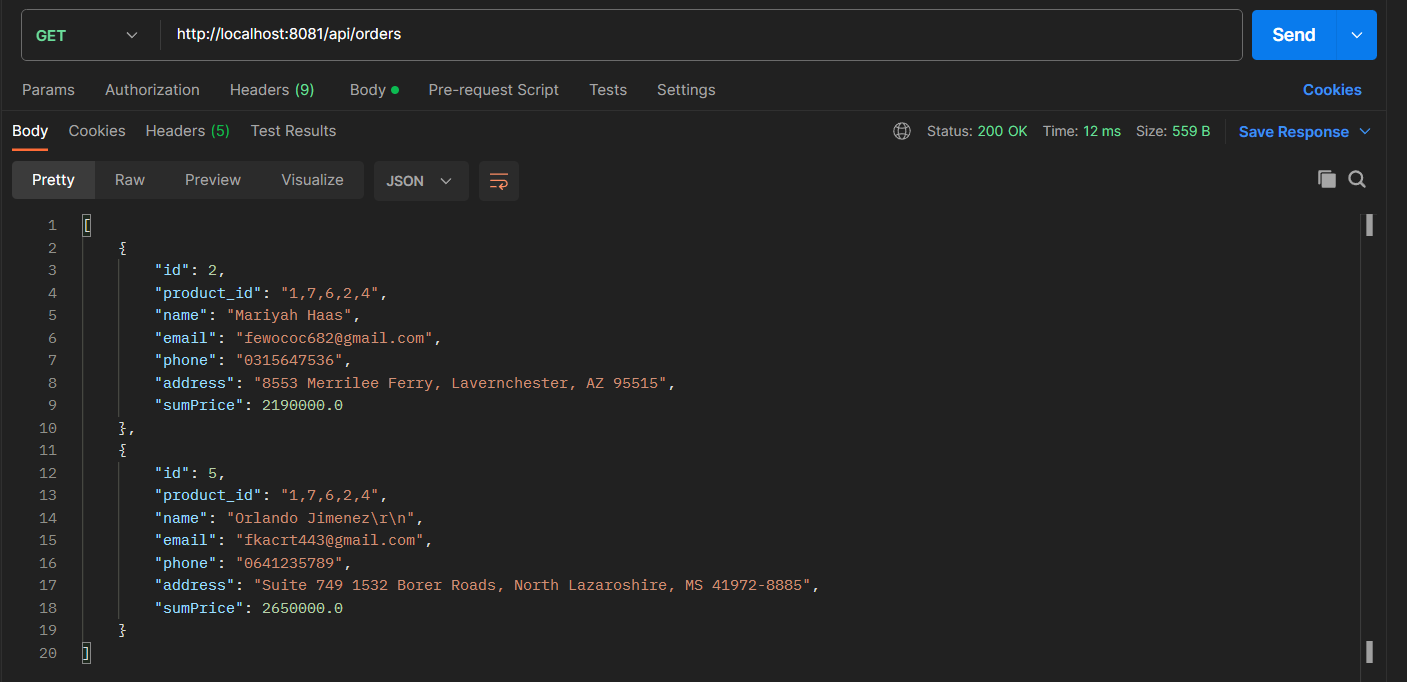 GET http://localhost:8081/api/orders Send
Params Authorization Headers (9) Body Pre-request Script Tests Settings Cookies
Body Cookies Headers (5) Test Results Status: 200 OK Time: 12 ms Size: 559 B Save Response
Pretty Raw Preview Visualize JSON
1 [
2 {
3 "id": 2,
4 "product_id": "1,7,6,2,4",
5 "name": "Mariyah Haas",
6 "email": "fewococ682@gmail.com",
7 "phone": "0315647536",
8 "address": "8553 Merrilee Ferry, Lavernchester, AZ 95515",
9 "sumPrice": 2190000.0
10 },
11 {
12 "id": 5,
13 "product_id": "1,7,6,2,4",
14 "name": "Orlando Jimenez\r\n",
15 "email": "fkacrt443@gmail.com",
16 "phone": "0641235789",
17 "address": "Suite 749 1532 Borer Roads, North Lazaroshire, MS 41972-8885",
18 "sumPrice": 2650000.0
19 }
20 ]